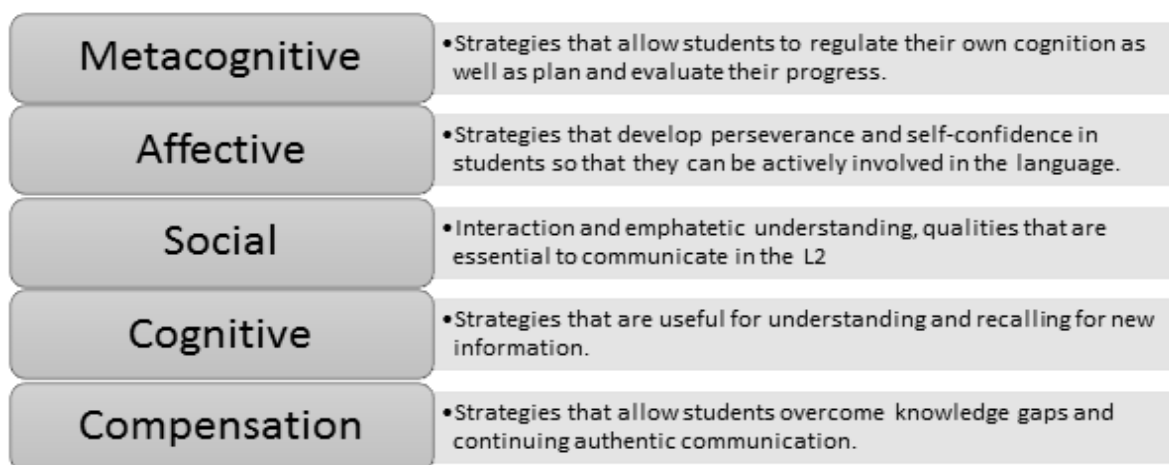 Metacognitive
•Strategies that allow students to regulate their own cognition as
well as plan and evaluate their progress.
Affective
•Strategies that develop perseverance and self-confidence in
students so that they can be actively involved in the language.
Social
•Interaction and emphatetic understanding, qualities that are
essential to communicate in the L2
Cognitive
•Strategies that are useful for understanding and recalling for new
information.
Compensation
•Strategies that allow students overcome knowledge gaps and
continuing authentic communication.